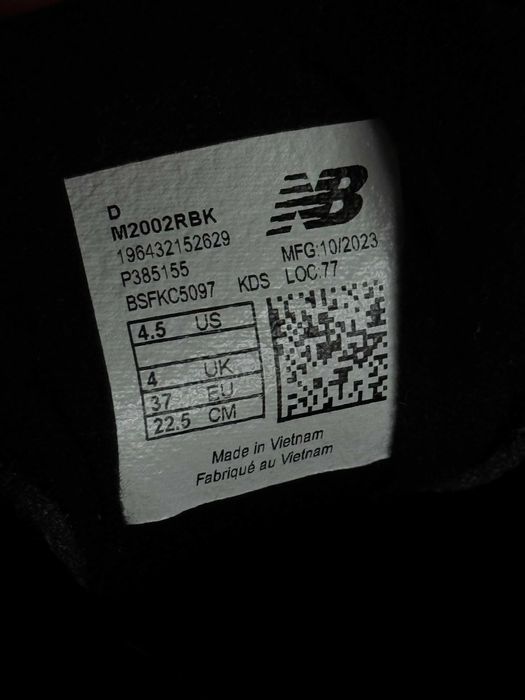 D
M2002RBK
196432152629
P385155
BSFKC5097 KDS
NB
MFG:10/2023
LOC:77
4.5 US
4 UK
37 EU
22.5 CM
Made in Vietnam
Fabriqué au Vietnam